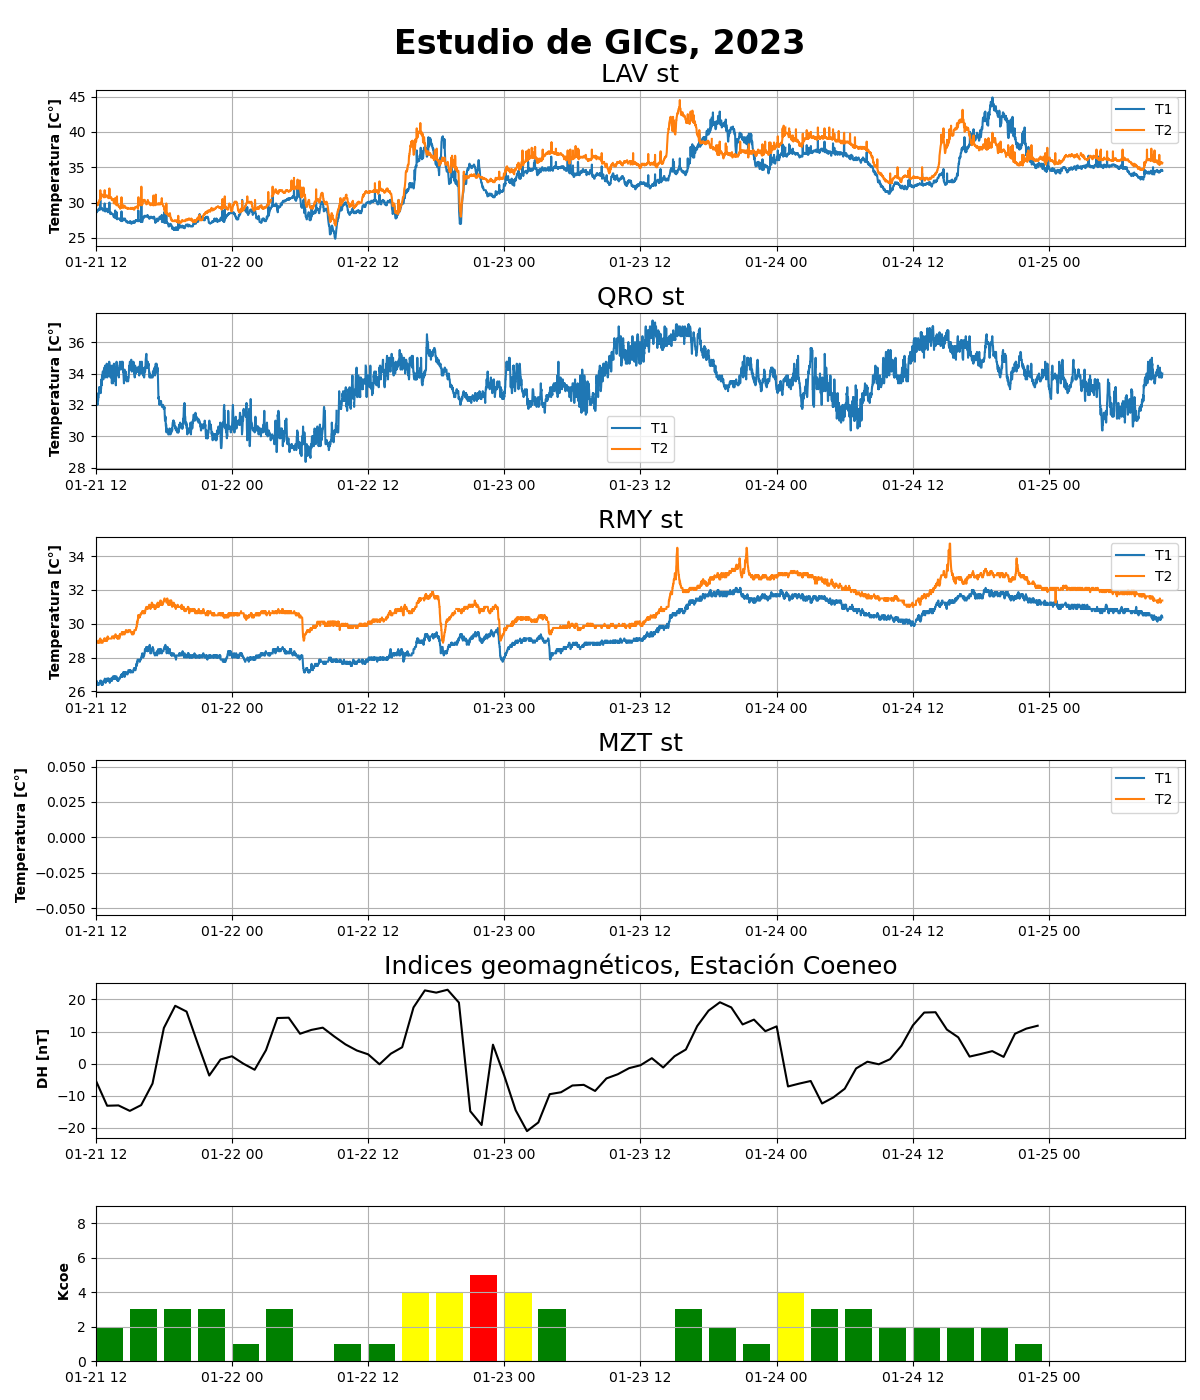 Estudio de GICs, 2023
LAV st
Temperatura [C°]
45
40
35
30
25
T1
T2
01-21 12 01-22 00 01-22 12 01-23 00 01-23 12 01-24 00 01-24 12 01-25 00
QRO st
Temperatura [C°]
36
34
32
30
28
T1
T2
01-21 12 01-22 00 01-22 12 01-23 00 01-23 12 01-24 00 01-24 12 01-25 00
RMY st
Temperatura [C°]
34
32
30
28
26
T1
T2
01-21 12 01-22 00 01-22 12 01-23 00 01-23 12 01-24 00 01-24 12 01-25 00
MZT st
Temperatura [C°]
0.050
0.025
0.000
−0.025
−0.050
T1
T2
01-21 12 01-22 00 01-22 12 01-23 00 01-23 12 01-24 00 01-24 12 01-25 00
Indices geomagnéticos, Estación Coeneo
DH [nT]
20
10
0
−10
−20
01-21 12 01-22 00 01-22 12 01-23 00 01-23 12 01-24 00 01-24 12 01-25 00
Kcoe
8
6
4
2
0
01-21 12 01-22 00 01-22 12 01-23 00 01-23 12 01-24 00 01-24 12 01-25 00